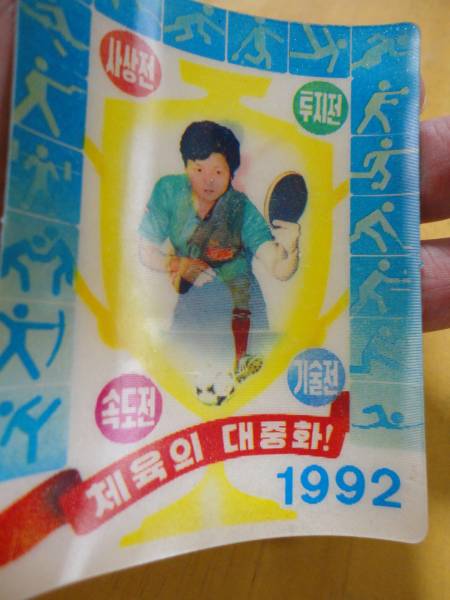 사상전
투지전
속도전
기술전
체육의 대중화!
1992